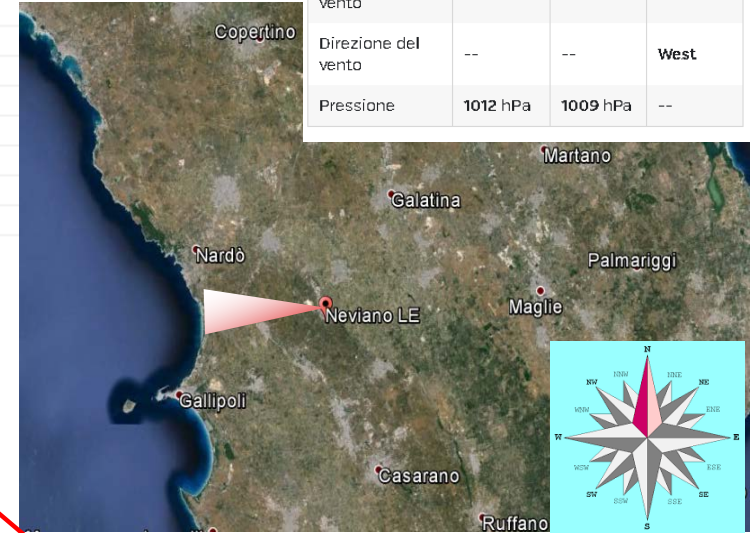 vento
Direzione del
vento
-- -- West
Pressione 1012 hPa 1009 hPa --
Copertino
Martano
Galatina
Nardò
Palmariggi
Neviano LE
Maglie
Gallipoli
Casarano
Ruffano
N
NNW NNE
NW NE
WNW ENE
W E
WSW ESE
SW SE
SSW SSE
S